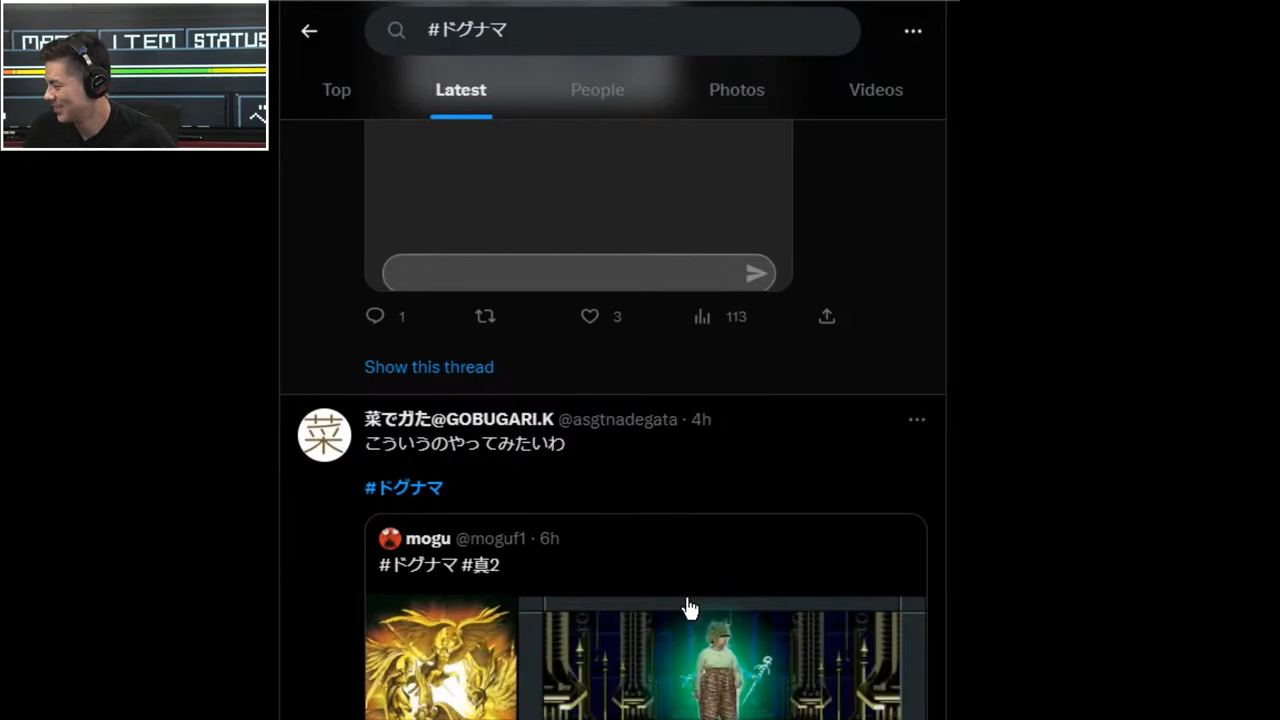 MAP ITEM STATUS
#ドグナマ
Top Latest People Photos Videos
1 3 113
Show this thread
菜
菜でガた@GOBUGARI.K @asgtnadegata · 4h
こういうのやってみたいわ
#ドグナマ
mogu @moguf1 · 6h
#ドグナマ #真2